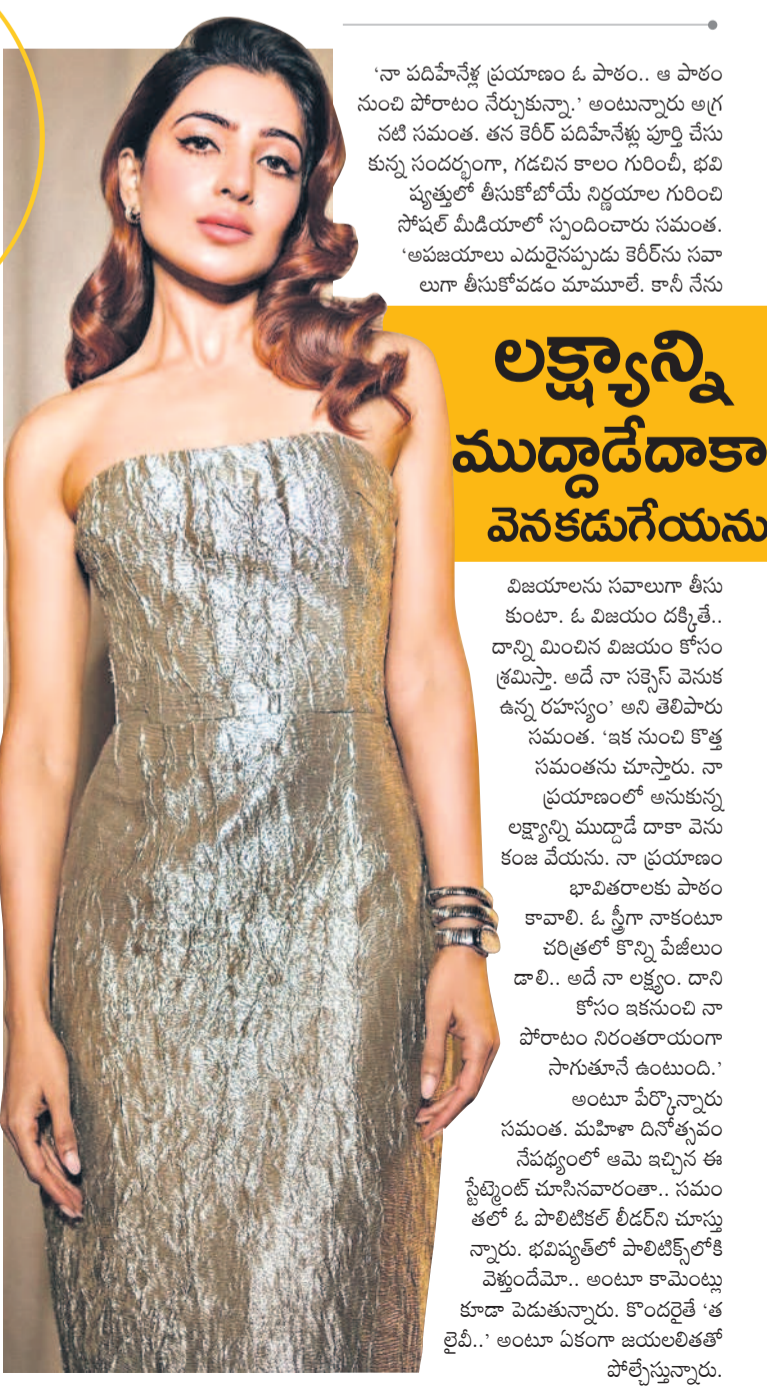 ‘నా పదిహేనేళ్ల ప్రయాణం ఓ పాఠం.. ఆ పాఠం
నుంచి పోరాటం నేర్చుకున్నా.’ అంటున్నారు అగ్ర
నటి సమంత. తన కెరీర్ పదిహేనేళ్లు పూర్తి చేసు
కున్న సందర్భంగా, గడచిన కాలం గురించీ, భవి
ష్యత్తులో తీసుకోబోయే నిర్ణయాల గురించి
సోషల్ మీడియాలో స్పందించారు సమంత.
‘అపజయాలు ఎదురైనప్పుడు కెరీర్‌ను సవా
లుగా తీసుకోవడం మామూలే. కానీ నేను
లక్ష్యాన్ని
ముద్దాడేదాకా
వెనకడుగేయను
విజయాలను సవాలుగా తీసు
కుంటా. ఓ విజయం దక్కితే..
దాన్ని మించిన విజయం కోసం
శ్రమిస్తా. అదే నా సక్సెస్ వెనుక
ఉన్న రహస్యం’ అని తెలిపారు
సమంత. ‘ఇక నుంచి కొత్త
సమంతను చూస్తారు. నా
ప్రయాణంలో అనుకున్న
లక్ష్యాన్ని ముద్దాడే దాకా వెను
కంజ వేయను. నా ప్రయాణం
భావితరాలకు పాఠం
కావాలి. ఓ స్త్రీగా నాకంటూ
చరిత్రలో కొన్ని పేజీలుం
డాలి.. అదే నా లక్ష్యం. దాని
కోసం ఇకనుంచి నా
పోరాటం నిరంతరాయంగా
సాగుతూనే ఉంటుంది.’
అంటూ పేర్కొన్నారు
సమంత. మహిళా దినోత్సవం
నేపథ్యంలో ఆమె ఇచ్చిన ఈ
స్టేట్మెంట్ చూసినవారంతా.. సమం
తలో ఓ పొలిటికల్ లీడర్‌ని చూస్తు
న్నారు. భవిష్యత్‌లో పాలిటిక్స్‌లోకి
వెళ్తుందేమో.. అంటూ కామెంట్లు
కూడా పెడుతున్నారు. కొందరైతే ‘త
లైవీ..’ అంటూ ఏకంగా జయలలితతో
పోల్చేస్తున్నారు.